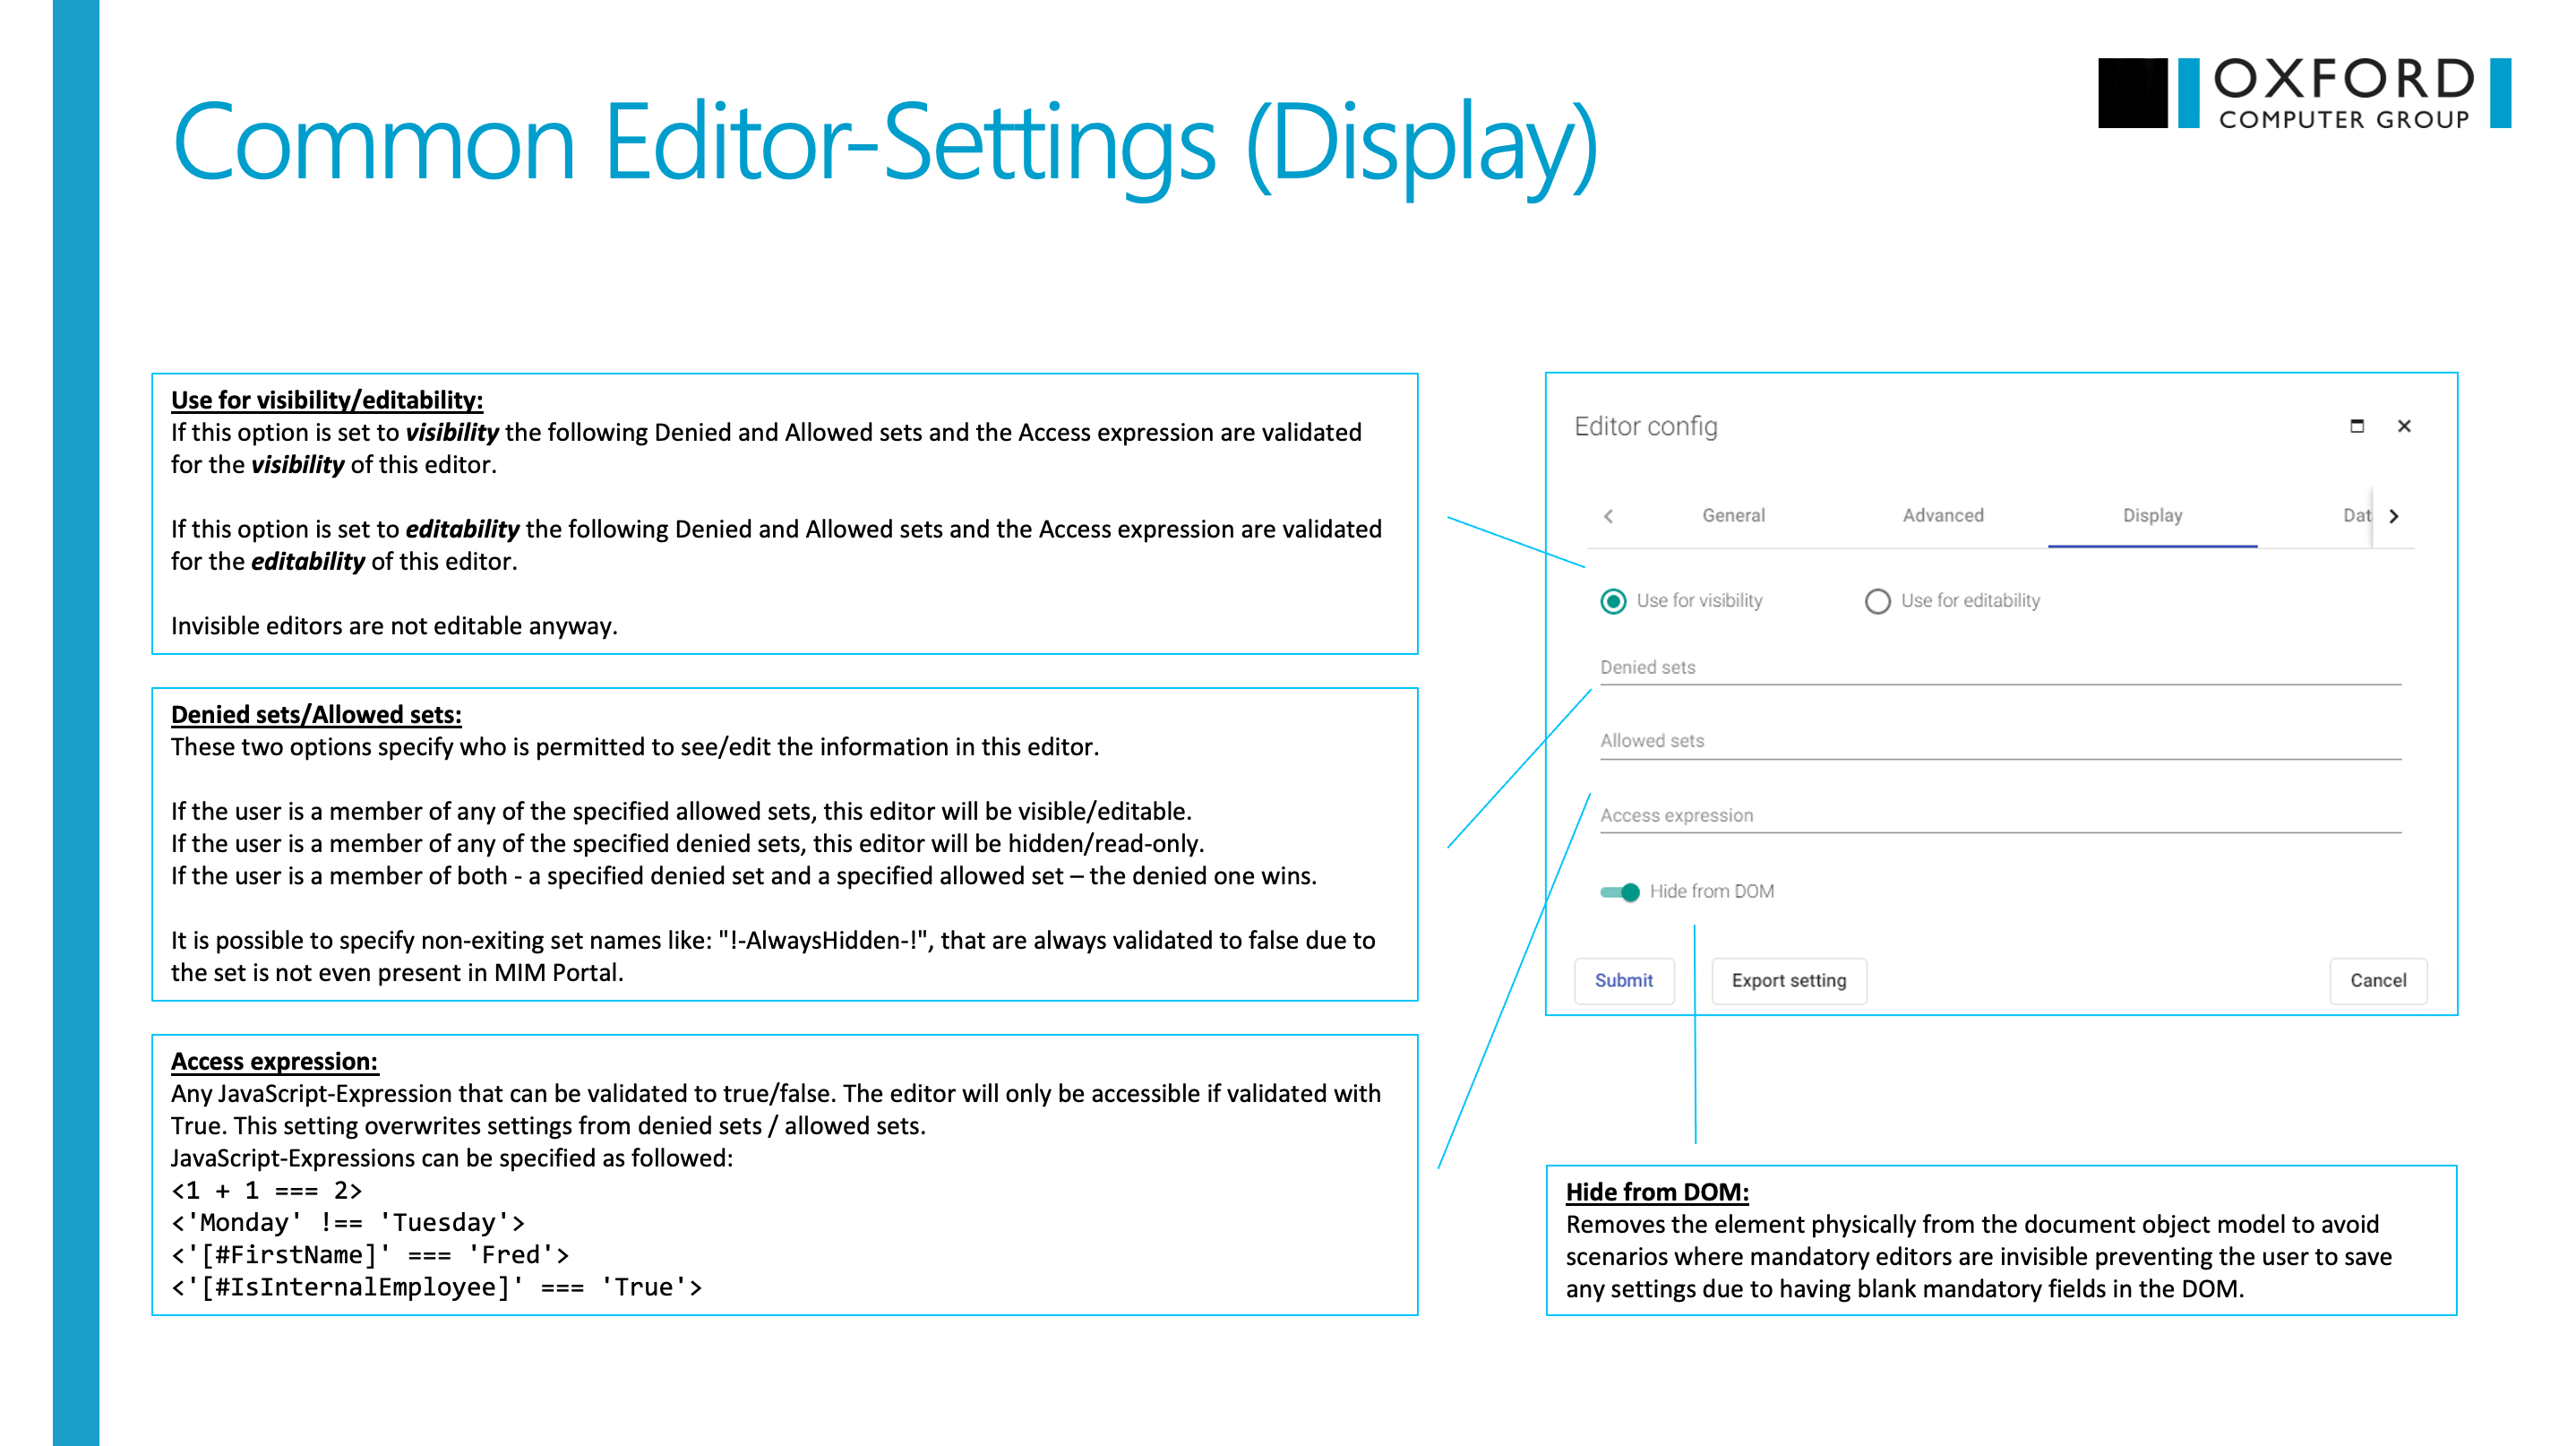 Common Editor-Settings (Display)
OXFORD
COMPUTER GROUP
Use for visibility/editability:
If this option is set to visibility the following Denied and Allowed sets and the Access expression are validated
for the visibility of this editor.
If this option is set to editability the following Denied and Allowed sets and the Access expression are validated
for the editability of this editor.
Invisible editors are not editable anyway.
Denied sets/Allowed sets:
These two options specify who is permitted to see/edit the information in this editor.
If the user is a member of any of the specified allowed sets, this editor will be visible/editable.
If the user is a member of any of the specified denied sets, this editor will be hidden/read-only.
If the user is a member of both - a specified denied set and a specified allowed set – the denied one wins.
It is possible to specify non-exiting set names like: "!-AlwaysHidden-!", that are always validated to false due to
the set is not even present in MIM Portal.
Access expression:
Any JavaScript-Expression that can be validated to true/false. The editor will only be accessible if validated with
True. This setting overwrites settings from denied sets / allowed sets.
JavaScript-Expressions can be specified as followed:
<1 + 1 === 2>
<'Monday' !== 'Tuesday'>
<'[#FirstName]' === 'Fred'>
<'[#IsInternalEmployee]' === 'True'>
Editor config
General Advanced Display Dat
Use for visibility Use for editability
Denied sets
Allowed sets
Access expression
Hide from DOM
Submit Export setting Cancel
Hide from DOM:
Removes the element physically from the document object model to avoid
scenarios where mandatory editors are invisible preventing the user to save
any settings due to having blank mandatory fields in the DOM.